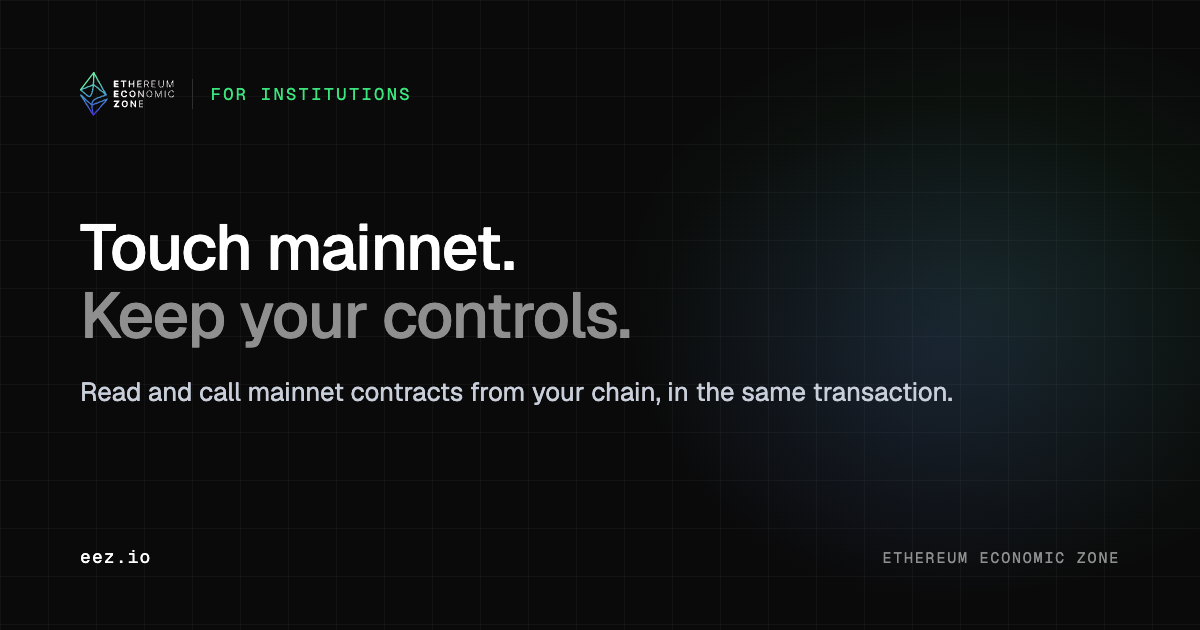 ETHEREUM
ECONOMIC
ZONE
FOR INSTITUTIONS
Touch mainnet.
Keep your controls.
Read and call mainnet contracts from your chain, in the same transaction.
eez.io
ETHEREUM ECONOMIC ZONE